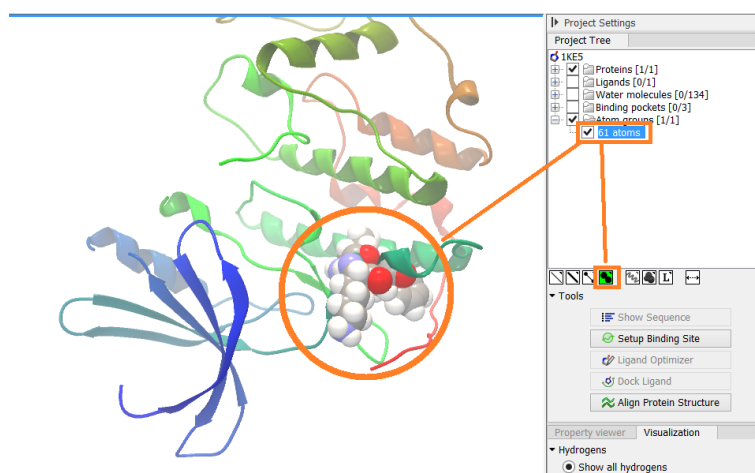 Project Settings
Project Tree
1KE5
Proteins [1/1]
Ligands [0/1]
Water molecules [0/134]
Binding pockets [0/3]
Atom groups [1/1]
61 atoms
L
Tools
Show Sequence
Setup Binding Site
Ligand Optimizer
Dock Ligand
Align Protein Structure
Property viewer Visualization
Hydrogens
Show all hydrogens